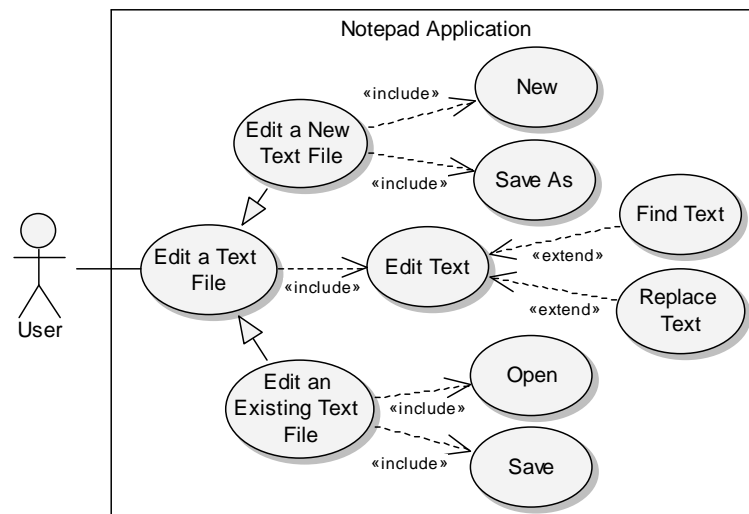 Notepad Application
New
«include»
Edit a New
Text File
Save As
«include»
Find Text
«extend»
Edit a Text
File
«include»
Edit Text
«extend»
Replace
Text
User
Edit an
Existing Text
File
Open
«include»
Save
«include»